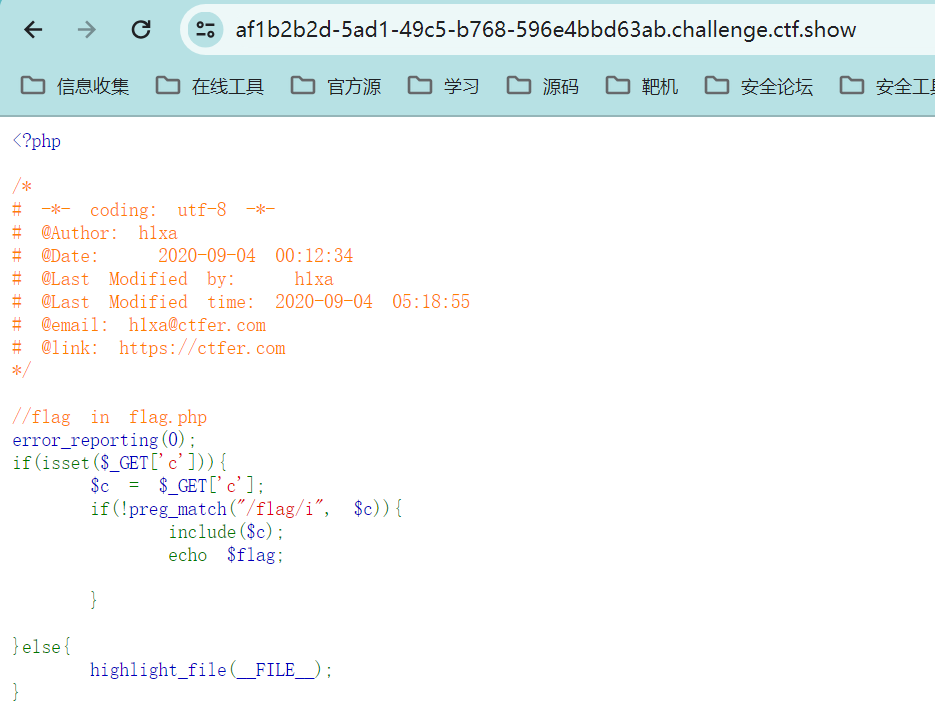 af1b2b2d-5ad1-49c5-b768-596e4bbd63ab.challenge.ctf.show
信息收集 在线工具 官方源 学习 源码 靶机 安全论坛 安全工具
<?php
/*
# -*- coding: utf-8 -*-
# @Author: hlxa
# @Date: 2020-09-04 00:12:34
# @Last Modified by: hlxa
# @Last Modified time: 2020-09-04 05:18:55
# @email: hlxa@ctfer.com
# @link: https://ctfer.com
*/
//flag in flag.php
error_reporting(0);
if(isset($_GET['c'])){
$c = $_GET['c'];
if(!preg_match("/flag/i", $c)){
include($c);
echo $flag;
}
}else{
highlight_file(__FILE__);
}